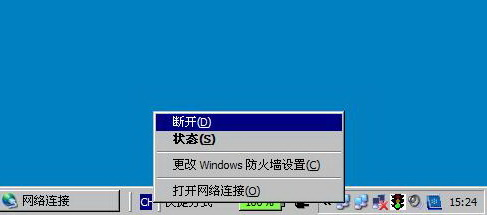 断开(D)
状态(S)
更改 Windows 防火墙设置(C)
打开网络连接(O)
网络连接
CH
100%
«
15:24